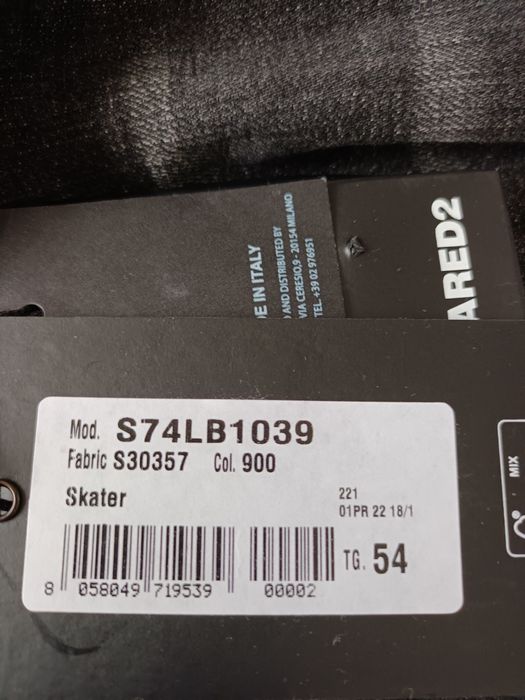 ARED2
E IN ITALY
AND DISTRIBUTED BY
VIA CERESIO,9 - 20154 MILANO
TEL. +39 02 976951
Mod. S74LB1039
Fabric S30357 Col. 900
Skater
221
01PR 22 18/1
TG. 54
8 058049 719539 00002
MIX